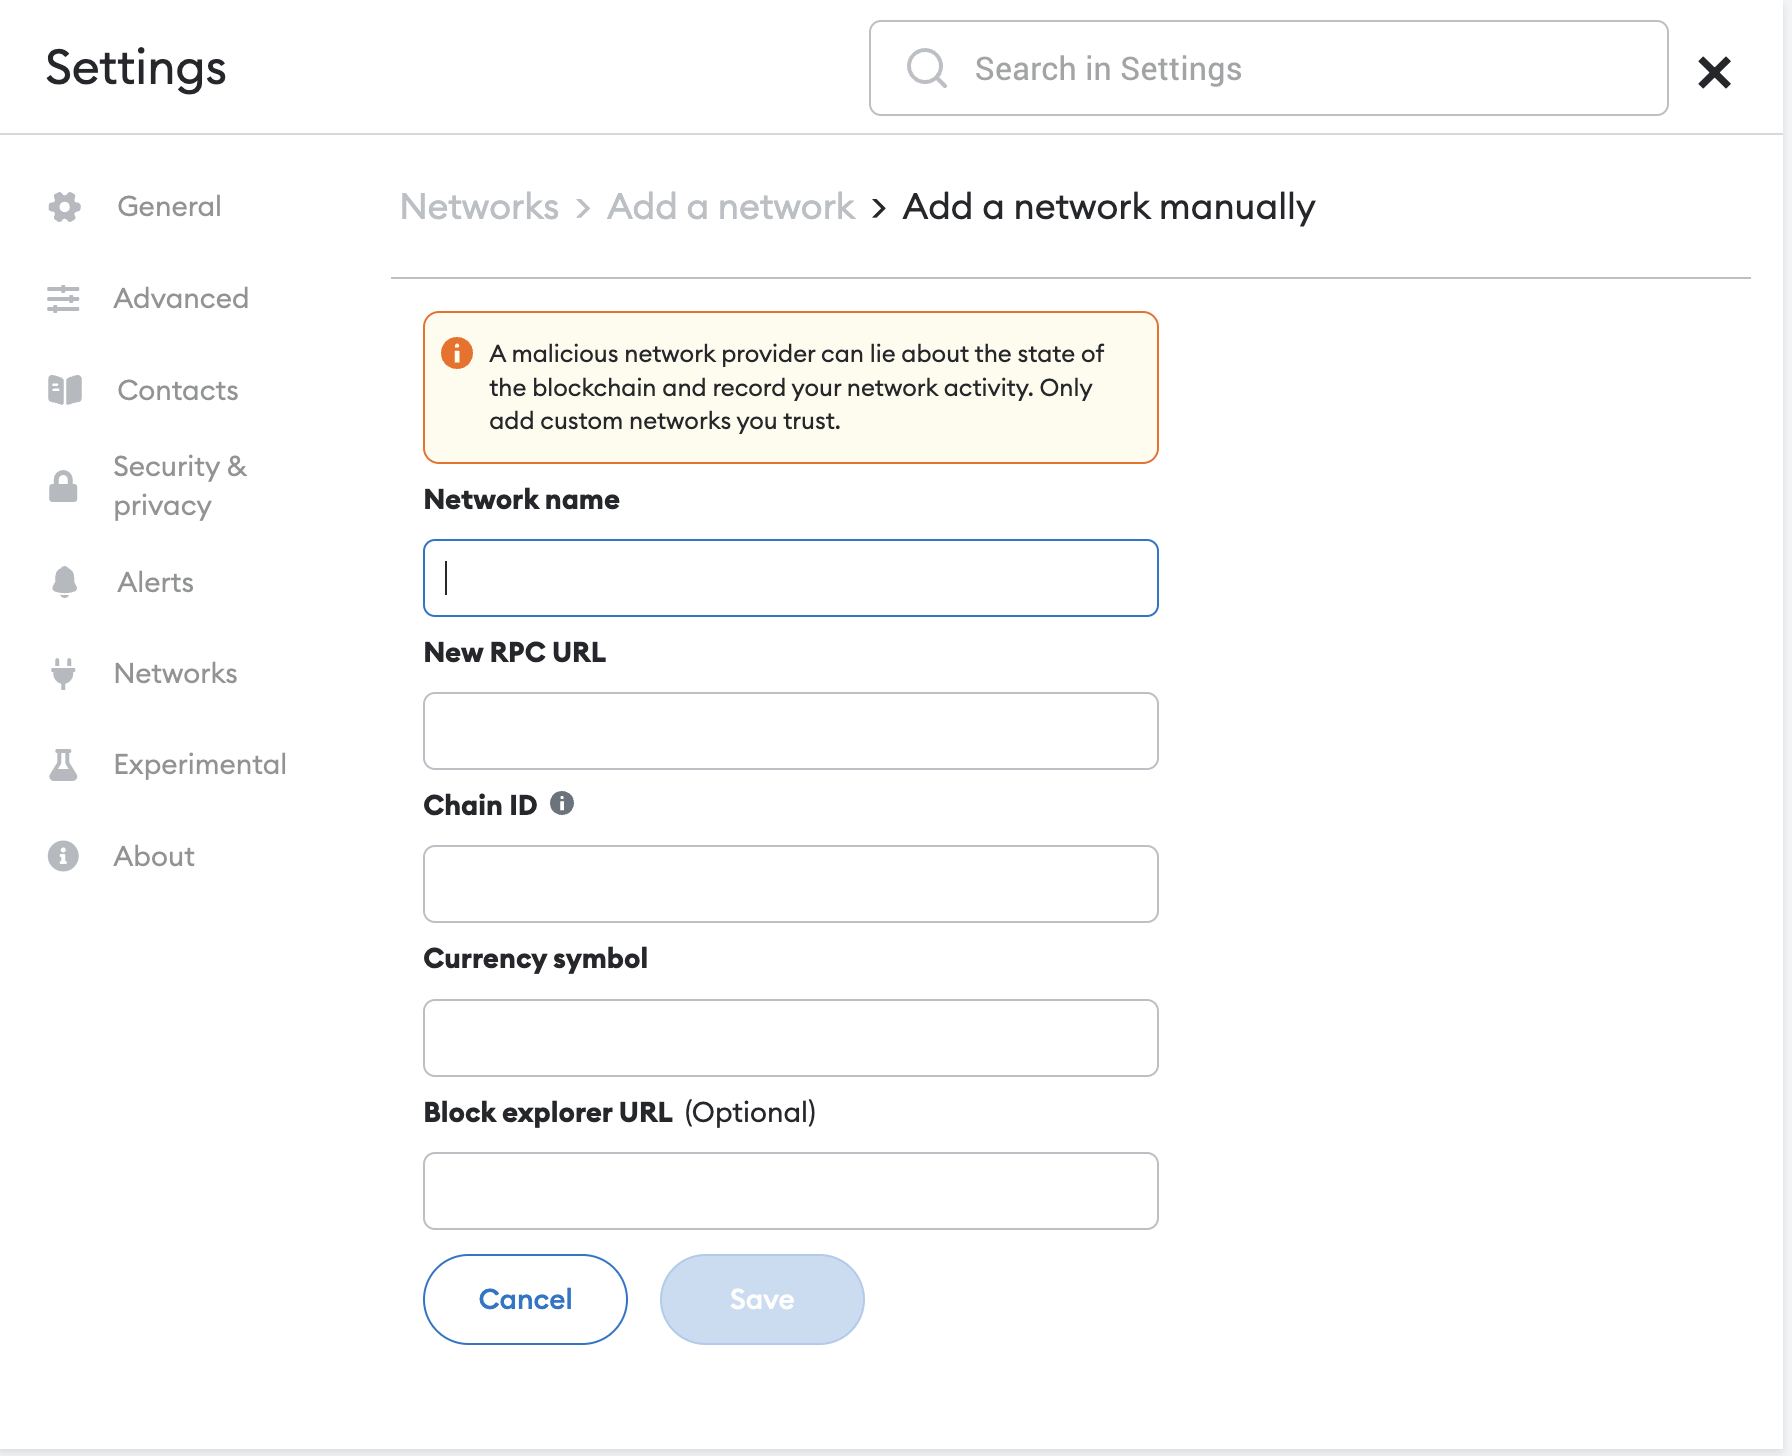 Settings
Search in Settings
General
Advanced
Contacts
Security &
privacy
Alerts
Networks
Experimental
About
Networks > Add a network > Add a network manually
A malicious network provider can lie about the state of
the blockchain and record your network activity. Only
add custom networks you trust.
Network name
New RPC URL
Chain ID
Currency symbol
Block explorer URL (Optional)
Cancel
Save